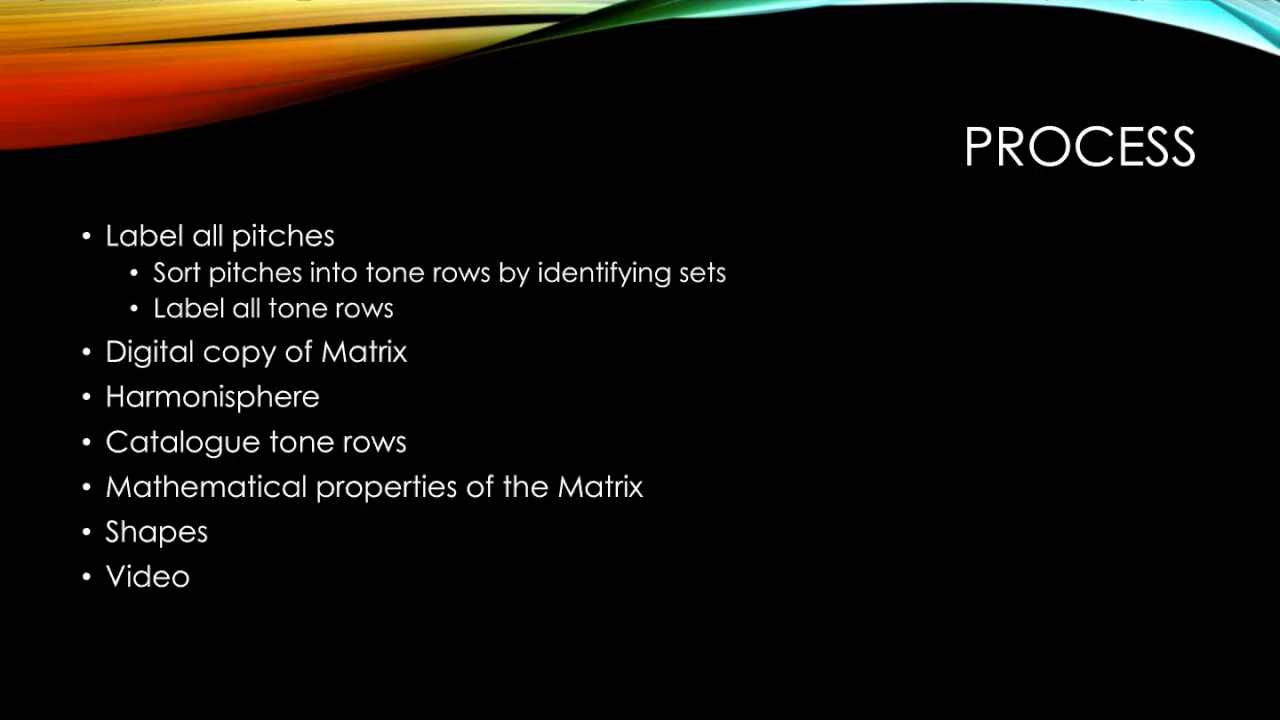 PROCESS
• Label all pitches
• Sort pitches into tone rows by identifying sets
• Label all tone rows
• Digital copy of Matrix
• Harmonisphere
• Catalogue tone rows
• Mathematical properties of the Matrix
• Shapes
• Video